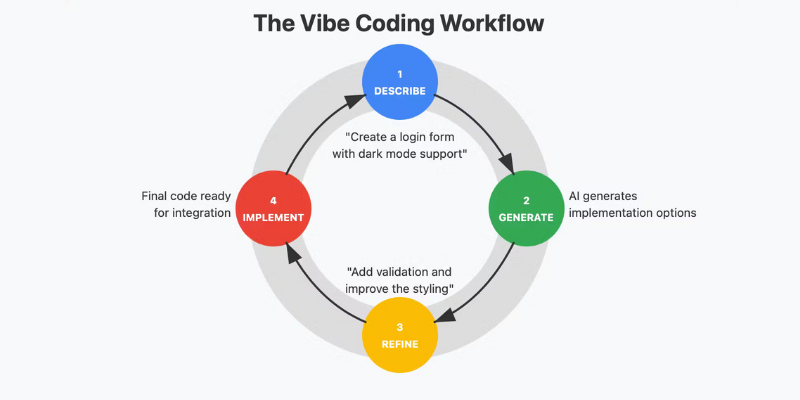 The Vibe Coding Workflow
1
DESCRIBE
"Create a login form
with dark mode support"
2
GENERATE
AI generates
implementation options
3
REFINE
"Add validation and
improve the styling"
4
IMPLEMENT
Final code ready
for integration